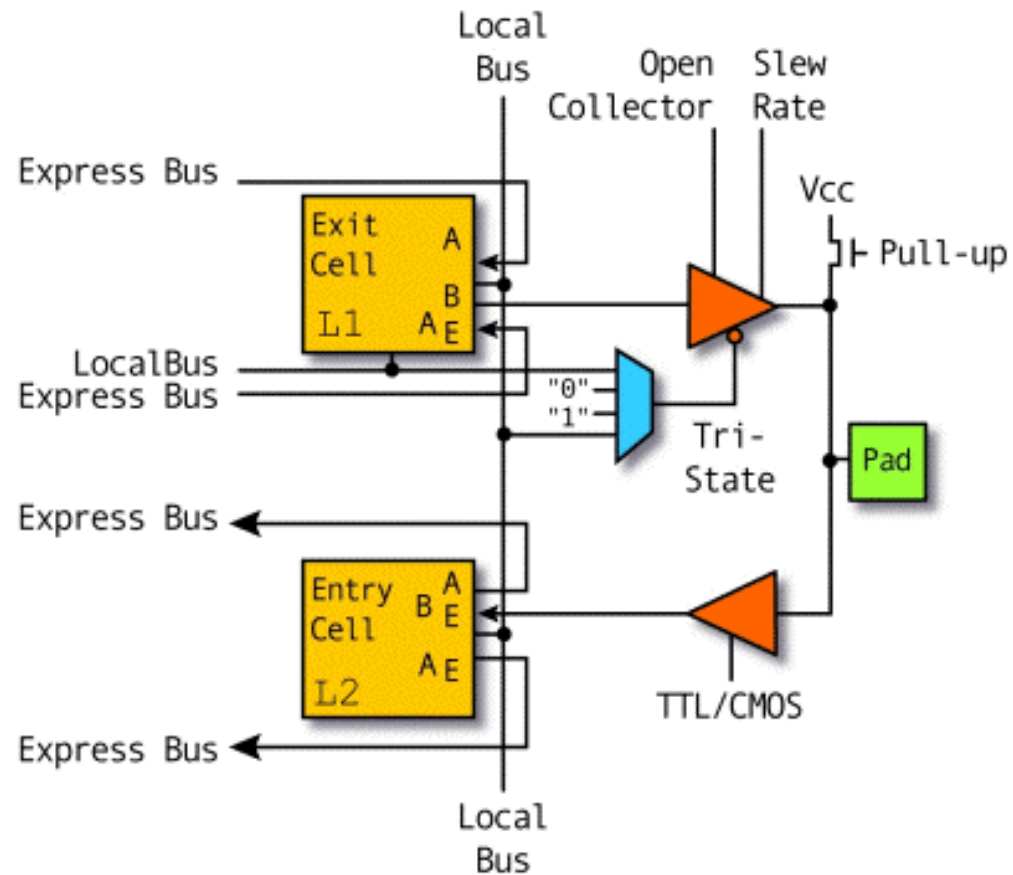 Local
Bus
Open
Collector
Slew
Rate
Express Bus
Vcc
Exit
Cell
A
Pull-up
B
L1
A E
LocalBus
Express Bus
"0"
"1"
Tri-
State
Pad
Express Bus
Entry
Cell
A
B E
A E
L2
TTL/CMOS
Express Bus
Local
Bus